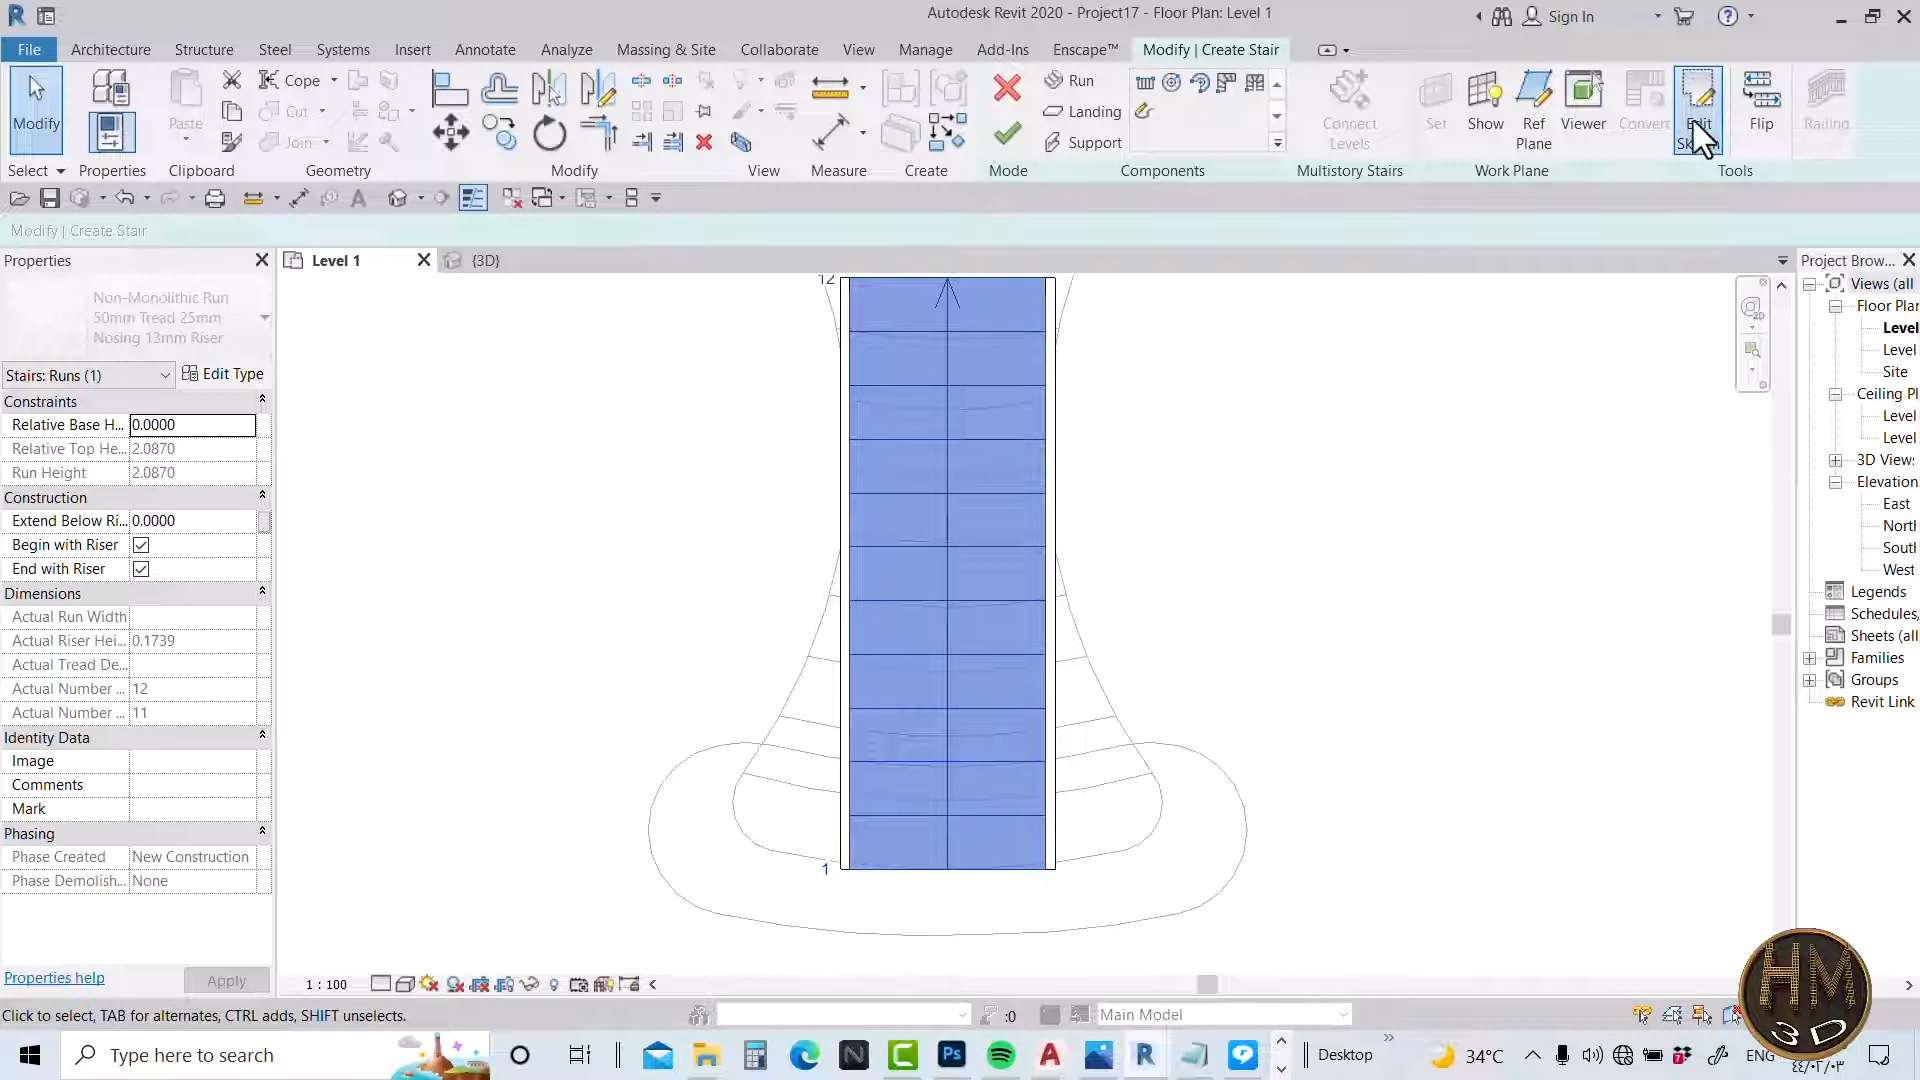 Autodesk Revit 2020 - Project17 - Floor Plan: Level 1
Sign In
File Architecture Structure Steel Systems Insert Annotate Analyze Massing & Site Collaborate View Manage Add-Ins Enscape™ Modify | Create Stair
Modify
Paste
Cope
Cut
Join
Run
Landing
Support
Connect
Levels
Set
Show
Ref
Plane
Viewer
Convert
Edit
Flip
Railing
Select Properties Clipboard Geometry Modify View Measure Create Mode Components Multistory Stairs Work Plane Tools
Modify | Create Stair
Properties
Level 1
{3D}
Project Brow...
Non-Monolithic Run
50mm Tread 25mm
Nosing 13mm Riser
Stairs: Runs (1)
Edit Type
Constraints
Relative Base H... 0.0000
Relative Top He... 2.0870
Run Height 2.0870
Construction
Extend Below Ri... 0.0000
Begin with Riser
End with Riser
Dimensions
Actual Run Width
Actual Riser Hei... 0.1739
Actual Tread De...
Actual Number ... 12
Actual Number ... 11
Identity Data
Image
Comments
Mark
Phasing
Phase Created New Construction
Phase Demolish... None
Properties help
Apply
12
1
2D
Views (all
Floor Plan
Level
Level
Site
Ceiling Pl
Level
Level
3D Views
Elevation
East
North
South
West
Legends
Schedules,
Sheets (all
Families
Groups
Revit Link
1 : 100
Click to select, TAB for alternates, CTRL adds, SHIFT unselects.
:0
Main Model
HM
3D
Type here to search
Desktop
34°C
ENG